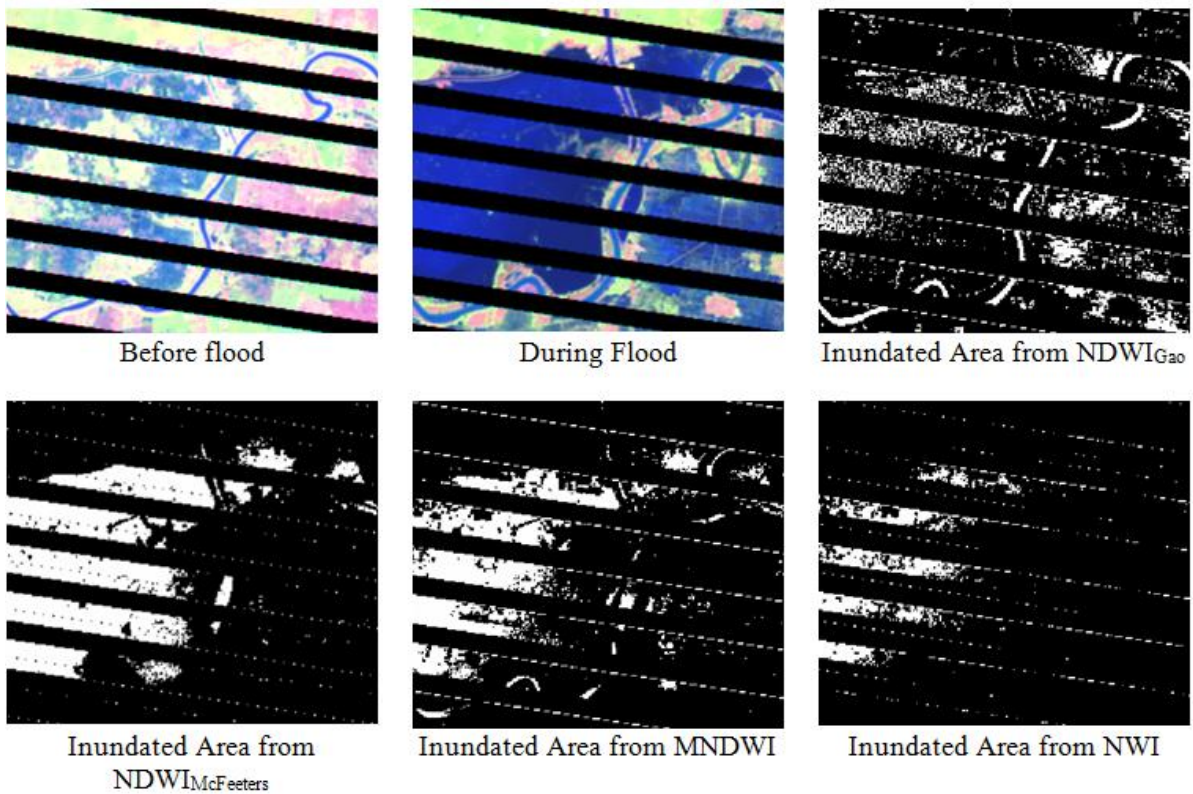 Before flood
During Flood
Inundated Area from NDWIGao
Inundated Area from
NDWIMcFeeters
Inundated Area from MNDWI
Inundated Area from NWI